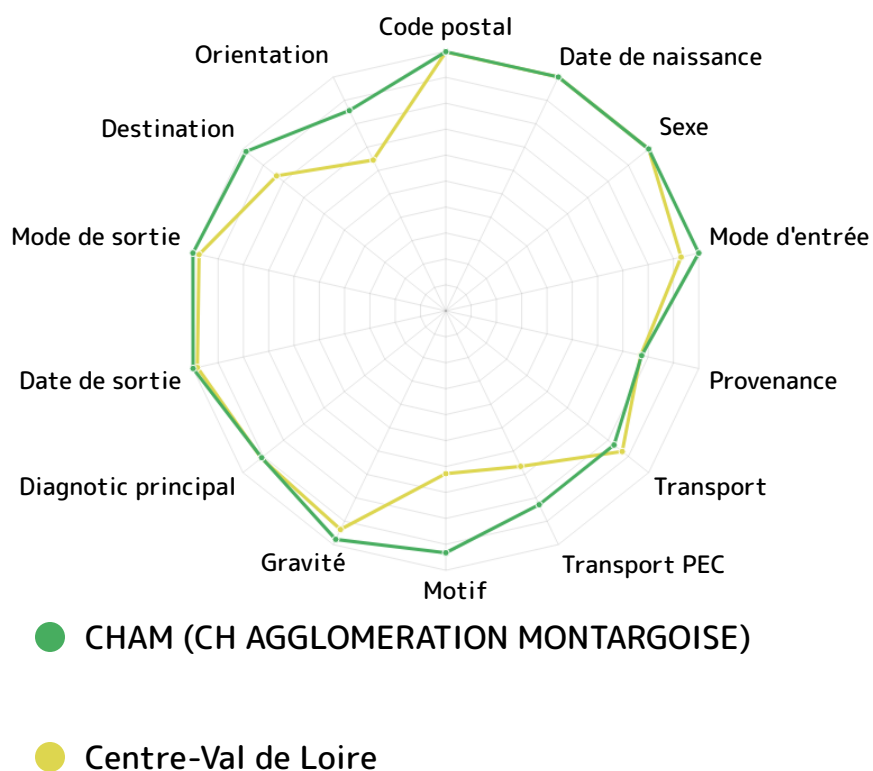 Code postal
Orientation
Date de naissance
Destination
Sexe
Mode de sortie
Mode d'entrée
Date de sortie
Provenance
Diagnotic principal
Transport
Gravité
Transport PEC
Motif
CHAM (CH AGGLOMERATION MONTARGOISE)
Centre-Val de Loire